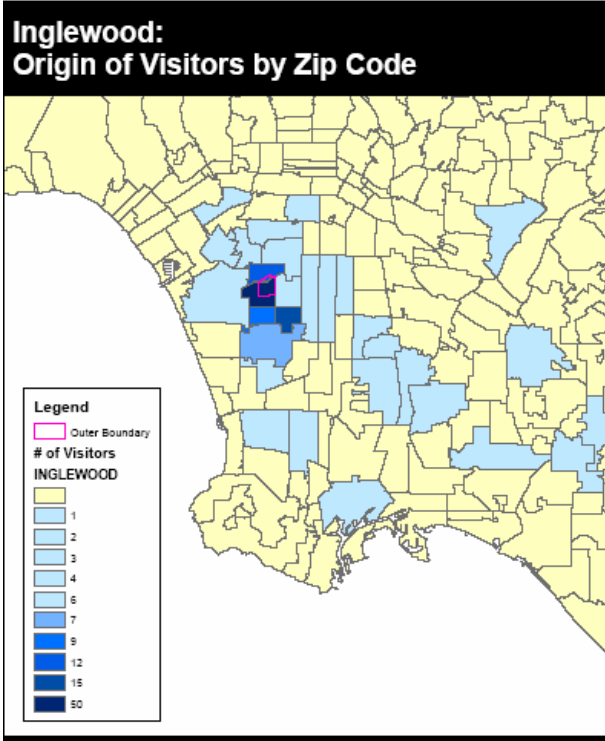 Inglewood:
Origin of Visitors by Zip Code
Legend
Outer Boundary
# of Visitors
INGLEWOOD
1
2
3
4
6
7
9
12
15
50